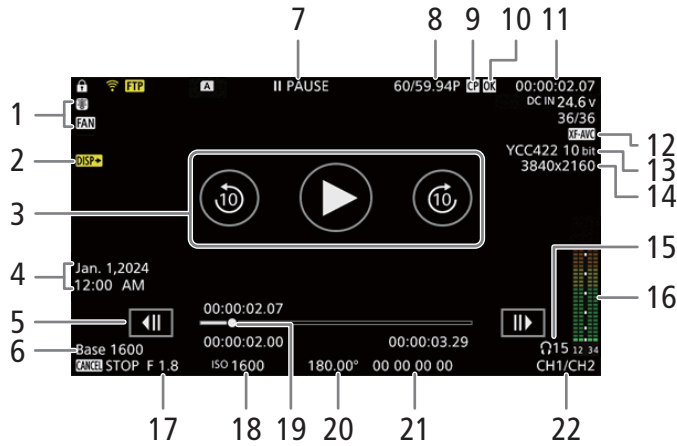 7 8 9 10 11
FTP A II PAUSE 60/59.94P CP OK 00:00:02.07
DC IN 24.6 v
1 36/36
FAN XF-AVC 12
YCC422 10 bit 13
2 DISP 3840x2160 14
3 10 10
15
4 Jan. 1,2024
12:00 AM 16
00:00:02.07
5
00:00:02.00 00:00:03.29
6 Base 1600 15 12 34
CANCEL STOP F 1.8 ISO 1600 180.00° 00 00 00 00 CH1/CH2
17 18 19 20 21 22